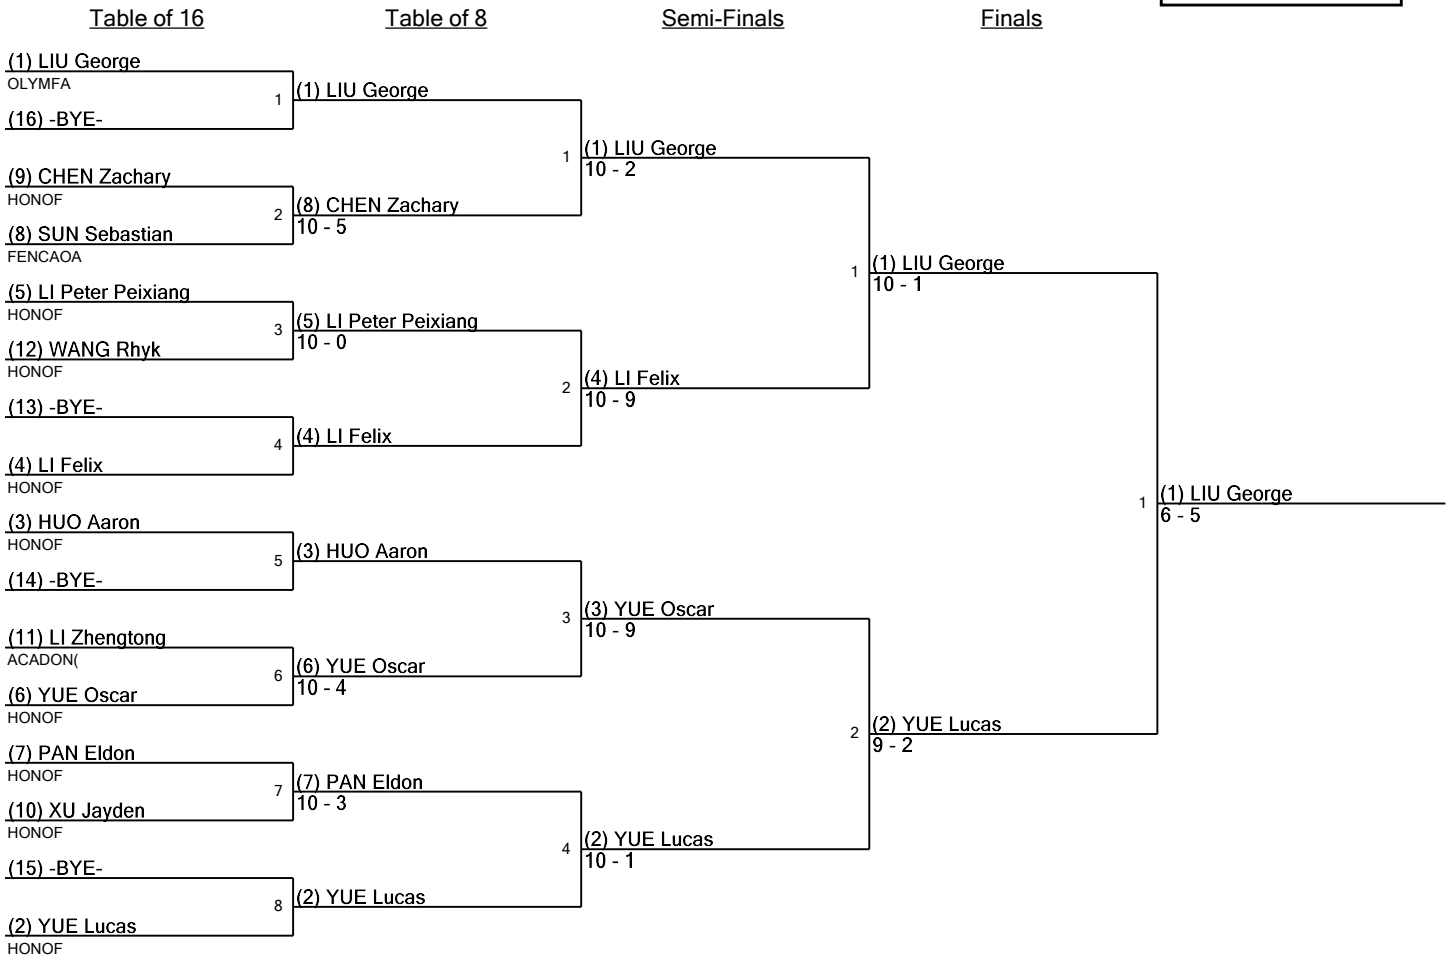 Table of 16
Table of 8
Semi-Finals
Finals
(1) LIU George
OLYMFA
(16) -BYE-
(9) CHEN Zachary
HONOF
(8) SUN Sebastian
FENCAOA
(5) LI Peter Peixiang
HONOF
(12) WANG Rhyk
HONOF
(13) -BYE-
(4) LI Felix
HONOF
(3) HUO Aaron
HONOF
(14) -BYE-
(11) LI Zhengtong
ACADON(
(6) YUE Oscar
HONOF
(7) PAN Eldon
HONOF
(10) XU Jayden
HONOF
(15) -BYE-
(2) YUE Lucas
HONOF
1
(1) LIU George
2
(8) CHEN Zachary
10 - 5
3
(5) LI Peter Peixiang
10 - 0
4
(4) LI Felix
5
(3) HUO Aaron
6
(6) YUE Oscar
10 - 4
7
(7) PAN Eldon
10 - 3
8
(2) YUE Lucas
1
(1) LIU George
10 - 2
2
(4) LI Felix
10 - 9
3
(3) YUE Oscar
10 - 9
4
(2) YUE Lucas
10 - 1
1
(1) LIU George
10 - 1
2
(2) YUE Lucas
9 - 2
1
(1) LIU George
6 - 5